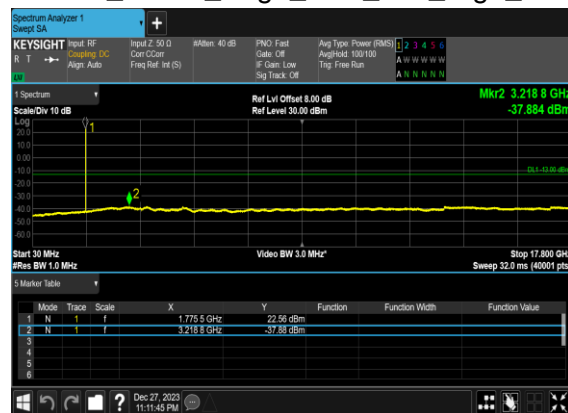 Spectrum Analyzer 1
Swept SA
KEYSIGHT Input: RF Input Z: 50 Ω #Atten: 40 dB PNO: Fast Avg Type: Power (RMS) 1 2 3 4 5 6
R T Coupling: DC Corr CCorr Gate: Off Avg|Hold: 100/100 A W W W W W
Align: Auto Freq Ref: Int (S) IF Gain: Low Trig: Free Run
Sig Track: Off A N N N N N
1 Spectrum Ref Lvl Offset 8.00 dB Mkr2 3.218 8 GHz
Scale/Div 10 dB Ref Level 30.00 dBm -37.884 dBm
Log
20.0 1
10.0
0.00
-10.0 DL1 -13.00 dBm
-20.0
-30.0 2
-40.0
-50.0
-60.0
Start 30 MHz Video BW 3.0 MHz* Stop 17.800 GHz
#Res BW 1.0 MHz Sweep 32.0 ms (40001 pts)
5 Marker Table
Mode Trace Scale X Y Function Function Width Function Value
1 N 1 f 1.775 5 GHz 22.56 dBm
2 N 1 f 3.218 8 GHz -37.88 dBm
3
4
5
6
? Dec 27, 2023
11:11:45 PM